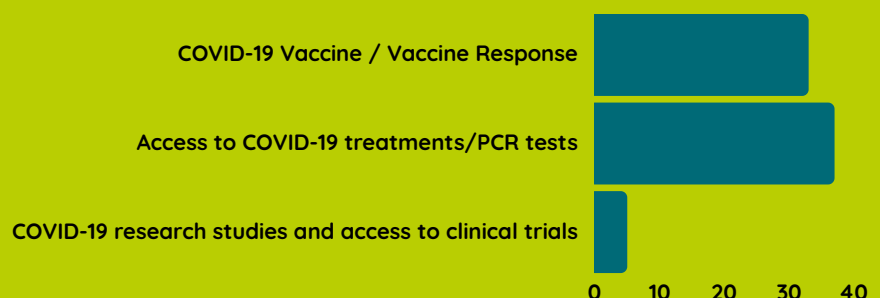 COVID-19 Vaccine / Vaccine Response
Access to COVID-19 treatments/PCR tests
COVID-19 research studies and access to clinical trials
0 10 20 30 40